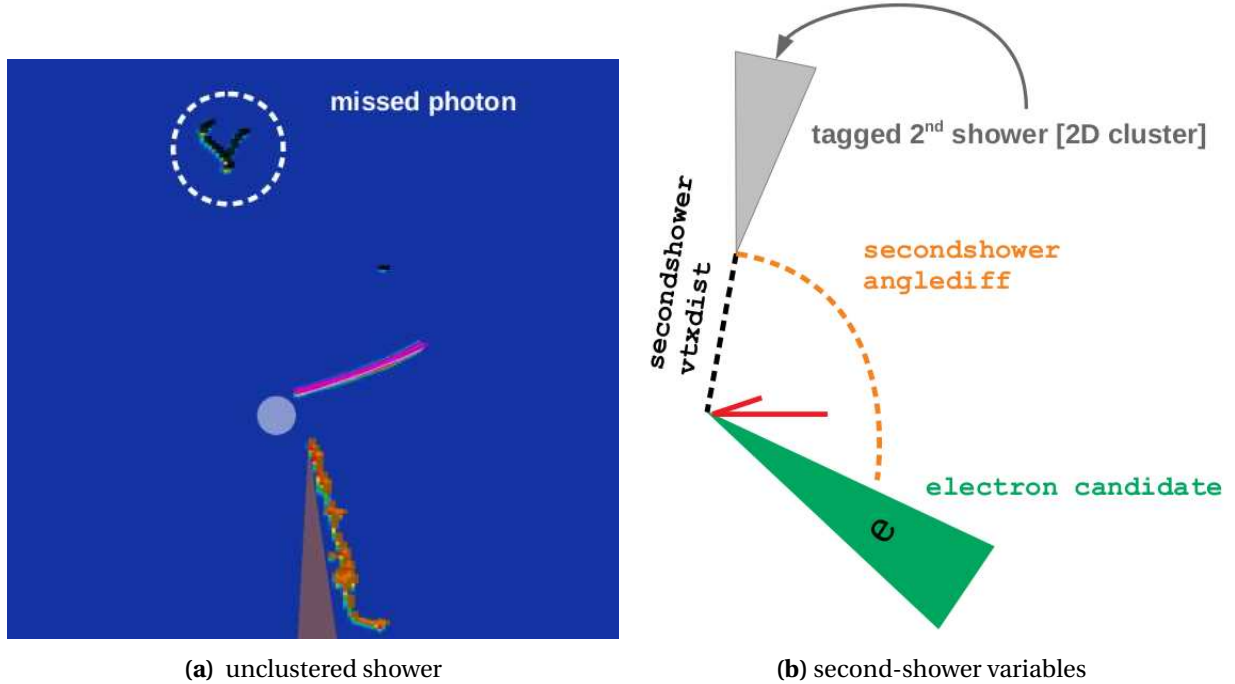 missed photon
tagged 2nd shower [2D cluster]
secondshower
vtxdist
secondshower
anglediff
electron candidate
e
(a) unclustered shower
(b) second-shower variables